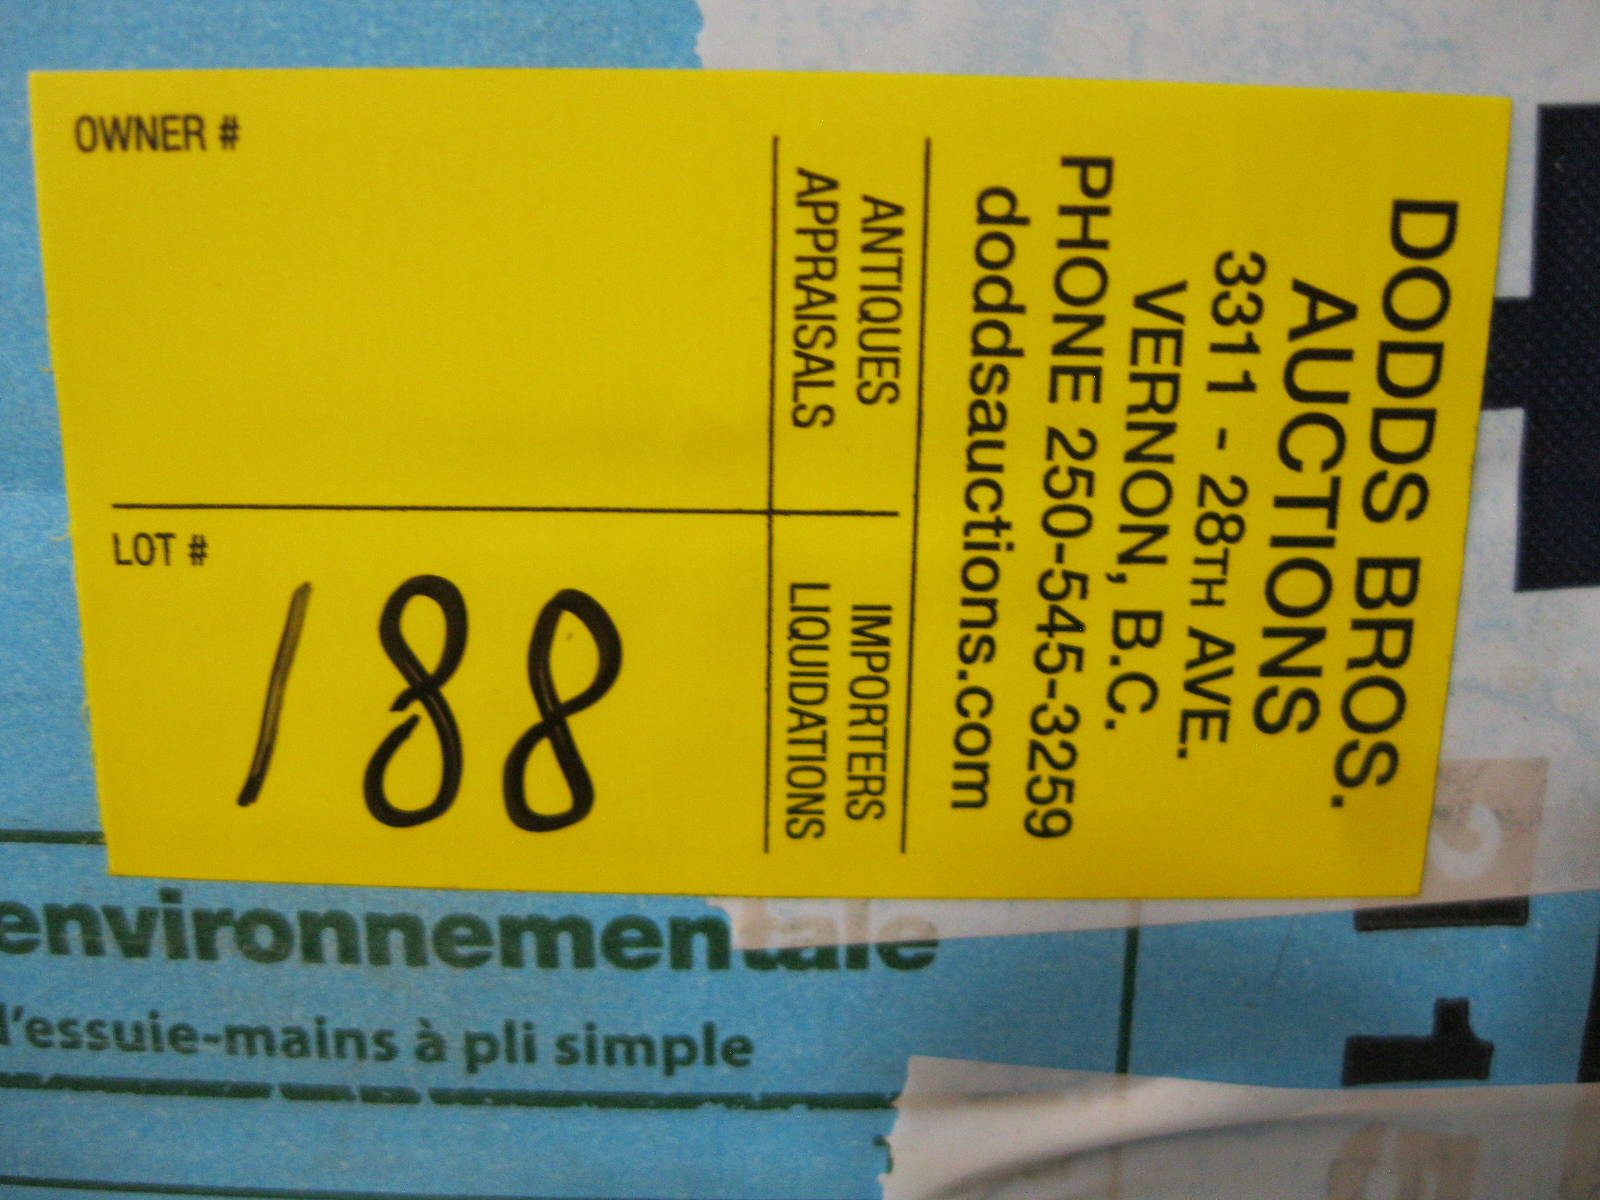 OWNER #
LOT #
188
ANTIQUES
APPRAISALS
IMPORTERS
LIQUIDATIONS
DODDS BROS.
AUCTIONS
3311 - 28TH AVE.
VERNON, B.C.
PHONE 250-545-3259
doddsauctions.com
environnementale
d'essuie-mains à pli simple
1